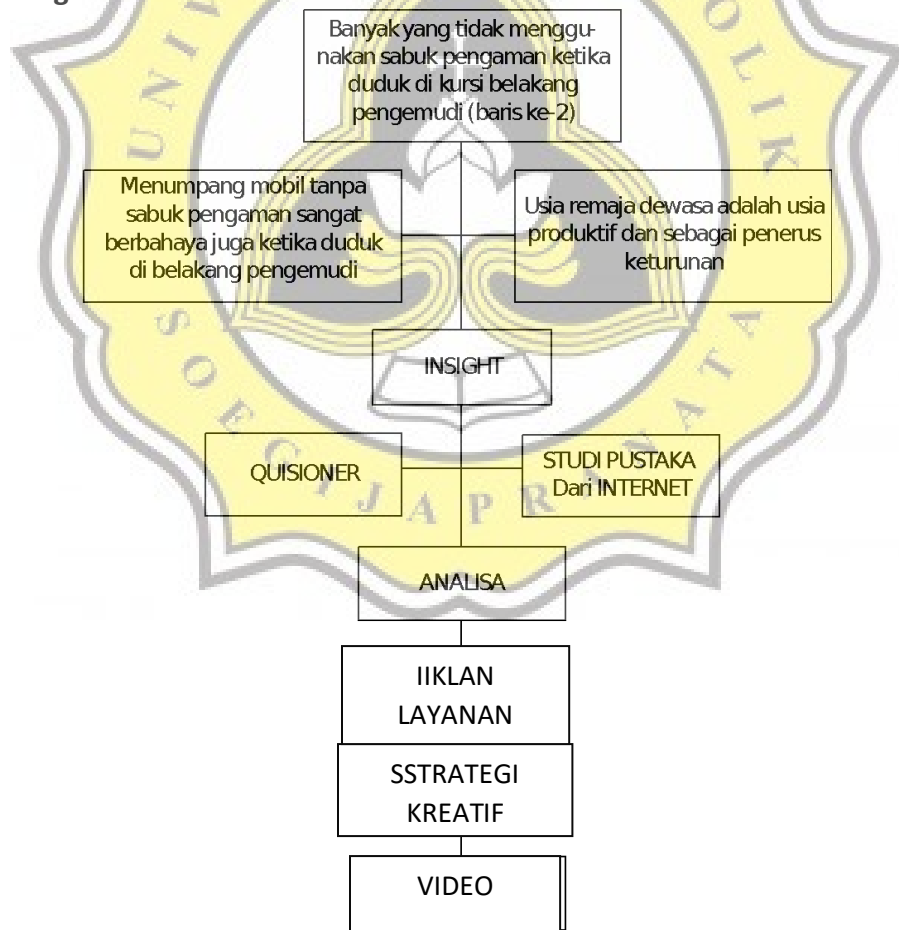 Banyak yang tidak menggu-
nakan sabuk pengaman ketika
duduk di kursi belakang
pengemudi (baris ke-2)
Menumpang mobil tanpa
sabuk pengaman sangat
berbahaya juga ketika duduk
di belakang pengemudi
Usia remaja dewasa adalah usia
produktif dan sebagai penerus
keturunan
INSIGHT
QUISIONER
STUDI PUSTAKA
Dari INTERNET
ANALISA
IIKLAN
LAYANAN
SSTRATEGI
KREATIF
VIDEO
SOEGIJAPRANATA